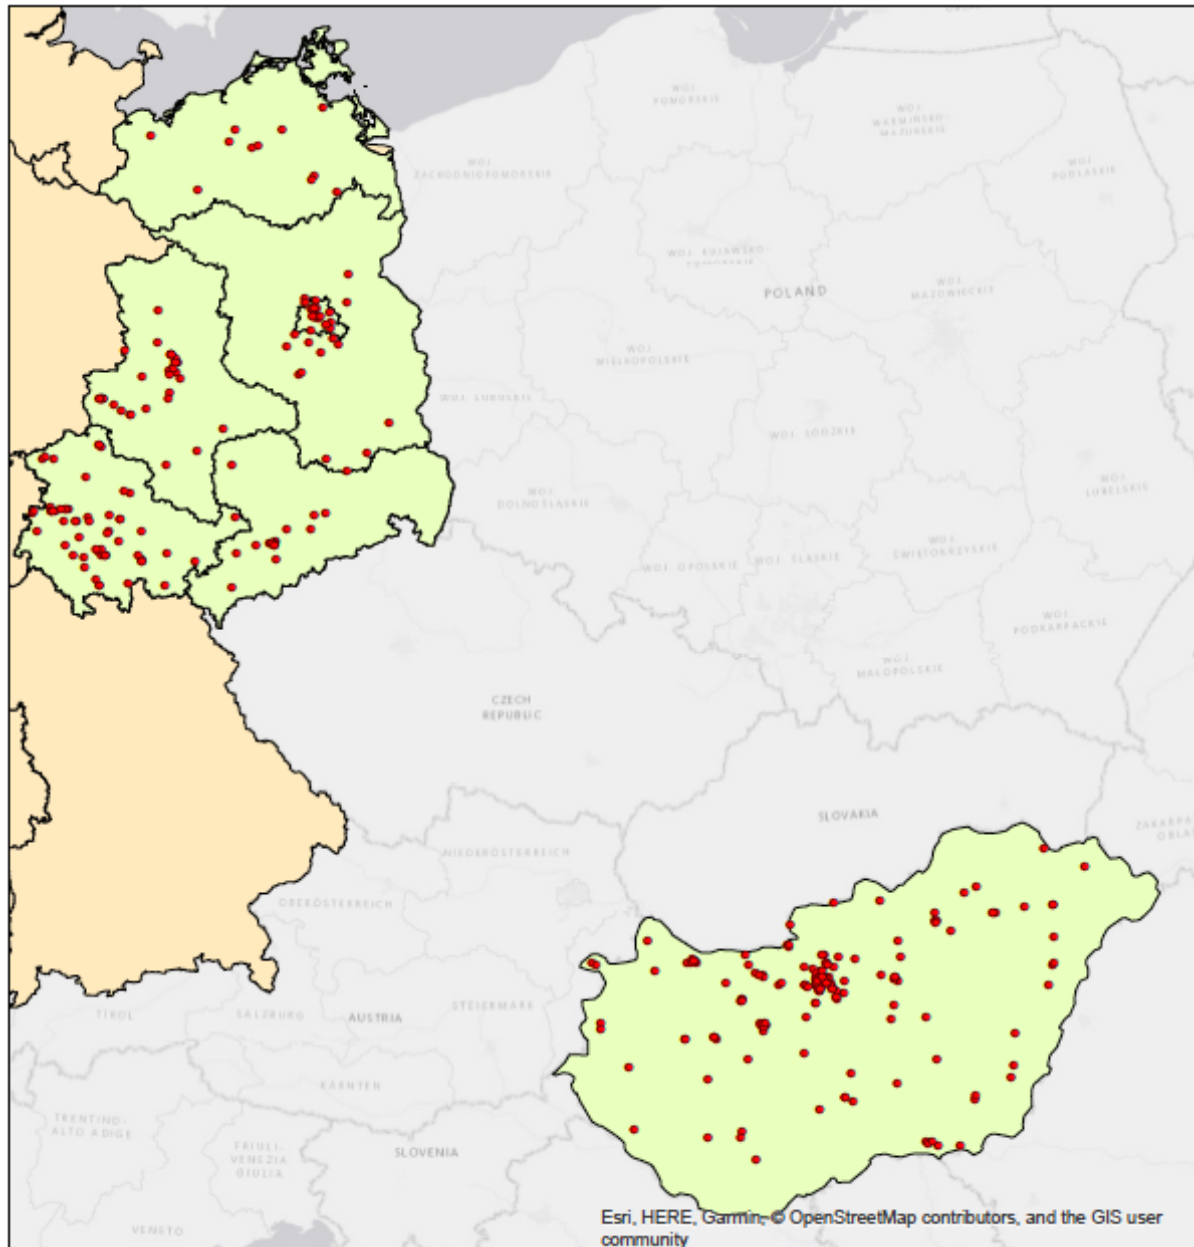 WOJ.
POMORSKIE
WOJ.
WARMIŃSKO-
MAZURSKIE
WOJ.
ZACHODNIOPOMORSKIE
WOJ.
PODLASKIE
WOJ. KUJAWSKO-
POMORSKIE
POLAND
WOJ.
MAZOWIECKIE
WOJ.
WIELKOPOLSKIE
WOJ. LUBUSKIE
WOJ. ŁÓDZKIE
WOJ.
LUBELSKIE
WOJ.
DOLNOŚLĄSKIE
WOJ.
ŚWIĘTOKRZYSKIE
WOJ. OPOLSKIE
WOJ. ŚLĄSKIE
WOJ.
PODKARPACKIE
WOJ.
MAŁOPOLSKIE
CZECH
REPUBLIC
SLOVAKIA
NIEDERÖSTERREICH
OBERÖSTERREICH
STEIERMARK
TIROL
SALZBURG
AUSTRIA
KÄRNTEN
TRENTINO-
ALTO ADIGE
FRIULI-
VENEZIA
GIULIA
SLOVENIA
VENETO
Esri, HERE, Garmin, © OpenStreetMap contributors, and the GIS user
community